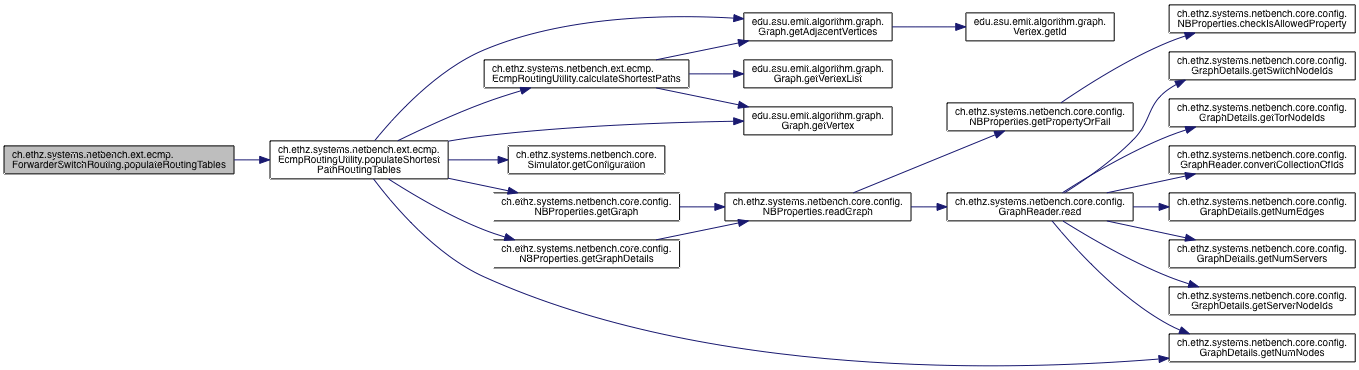 ch.ethz.systems.netbench.ext.ecmp.
ForwarderSwitchRouting.populateRoutingTables
ch.ethz.systems.netbench.ext.ecmp.
EcmpRoutingUtility.populateShortest
PathRoutingTables
ch.ethz.systems.netbench.ext.ecmp.
EcmpRoutingUtility.calculateShortestPaths
ch.ethz.systems.netbench.core.
Simulator.getConfiguration
ch.ethz.systems.netbench.core.config.
NBProperties.getGraph
ch.ethz.systems.netbench.core.config.
NBProperties.getGraphDetails
edu.asu.emit.algorithm.graph.
Graph.getAdjacentVertices
edu.asu.emit.algorithm.graph.
Graph.getVertexList
edu.asu.emit.algorithm.graph.
Graph.getVertex
ch.ethz.systems.netbench.core.config.
NBProperties.readGraph
edu.asu.emit.algorithm.graph.
Vertex.getId
ch.ethz.systems.netbench.core.config.
NBProperties.getPropertyOrFail
ch.ethz.systems.netbench.core.config.
GraphReader.read
ch.ethz.systems.netbench.core.config.
NBProperties.checkIsAllowedProperty
ch.ethz.systems.netbench.core.config.
GraphDetails.getSwitchNodeIds
ch.ethz.systems.netbench.core.config.
GraphDetails.getTorNodeIds
ch.ethz.systems.netbench.core.config.
GraphReader.convertCollectionOfIds
ch.ethz.systems.netbench.core.config.
GraphDetails.getNumEdges
ch.ethz.systems.netbench.core.config.
GraphDetails.getNumServers
ch.ethz.systems.netbench.core.config.
GraphDetails.getServerNodeIds
ch.ethz.systems.netbench.core.config.
GraphDetails.getNumNodes